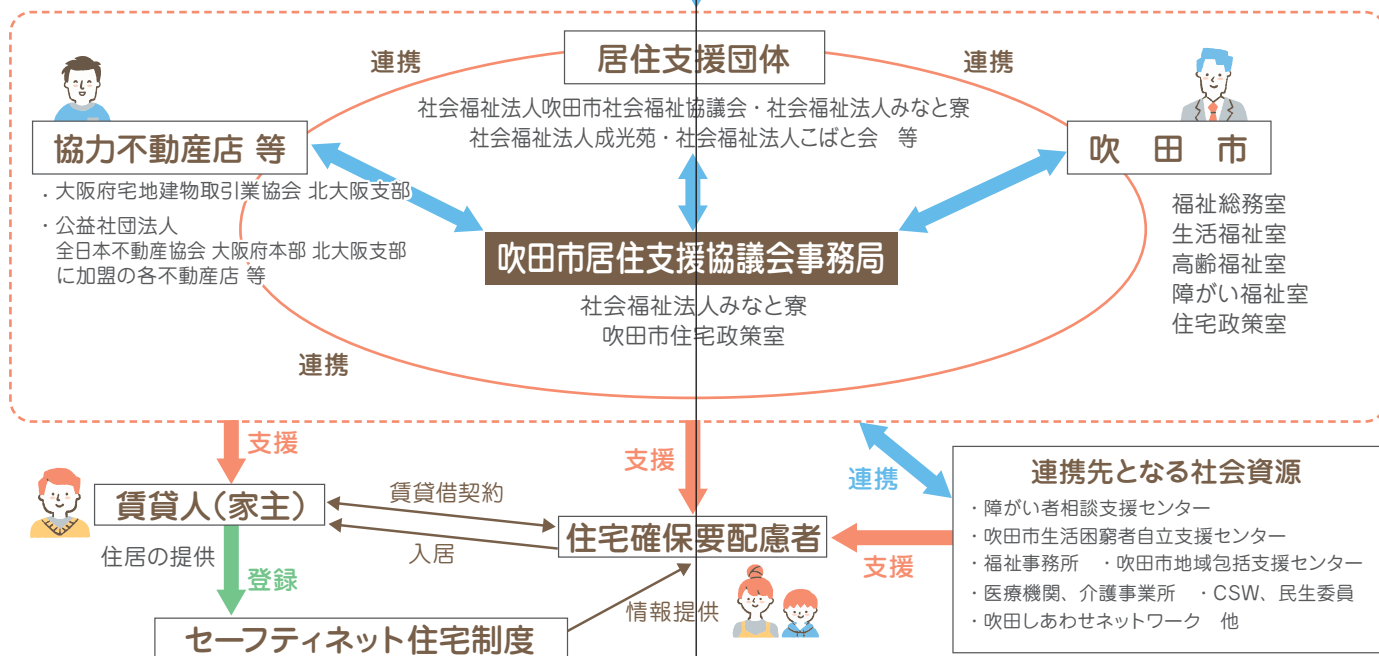 居住支援団体
連携
連携
社会福祉法人吹田市社会福祉協議会・社会福祉法人みなと寮
社会福祉法人成光苑・社会福祉法人こばと会 等
協力不動産店 等
. 大阪府宅地建物取引業協会 北大阪支部
・公益社団法人
全日本不動産協会 大阪府本部 北大阪支部
に加盟の各不動産店 等
吹 田 市
福祉総務室
生活福祉室
高齢福祉室
障がい福祉室
住宅政策室
吹田市居住支援協議会事務局
社会福祉法人みなと寮
吹田市住宅政策室
連携
支援
支援
連携
賃貸人(家主)
賃貸借契約
入居
住宅確保要配慮者
支援
住居の提供
登録
情報提供
セーフティネット住宅制度
連携先となる社会資源
・障がい者相談支援センター
・吹田市生活困窮者自立支援センター
・福祉事務所 ・吹田市地域包括支援センター
・医療機関、介護事業所 ・CSW、民生委員
・吹田しあわせネットワーク 他